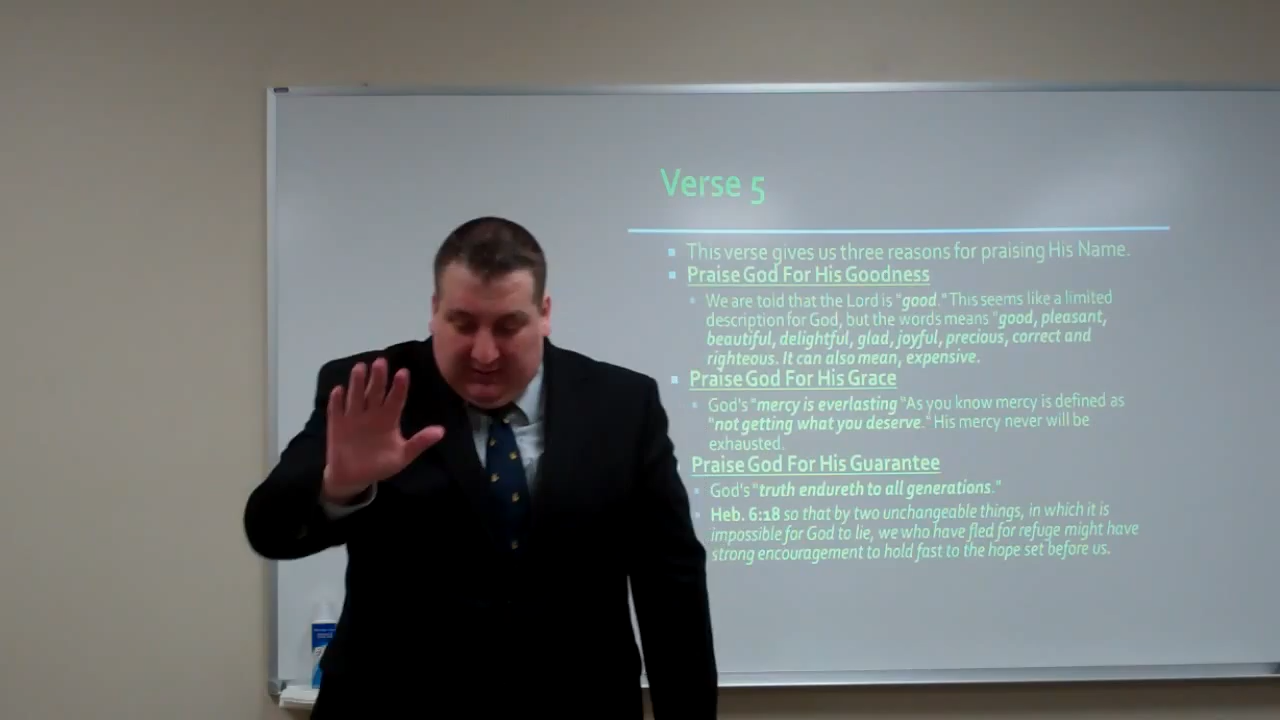 Verse 5
This verse gives us three reasons for praising His Name.
Praise God For His Goodness
We are told that the Lord is "good." This seems like a limited
description for God, but the words means "good, pleasant,
beautiful, delightful, glad, joyful, precious, correct and
righteous. It can also mean, expensive.
Praise God For His Grace
God's "mercy is everlasting "As you know mercy is defined as
"not getting what you deserve." His mercy never will be
exhausted.
Praise God For His Guarantee
God's "truth endureth to all generations."
Heb. 6:18 so that by two unchangeable things, in which it is
impossible for God to lie, we who have fled for refuge might have
strong encouragement to hold fast to the hope set before us.